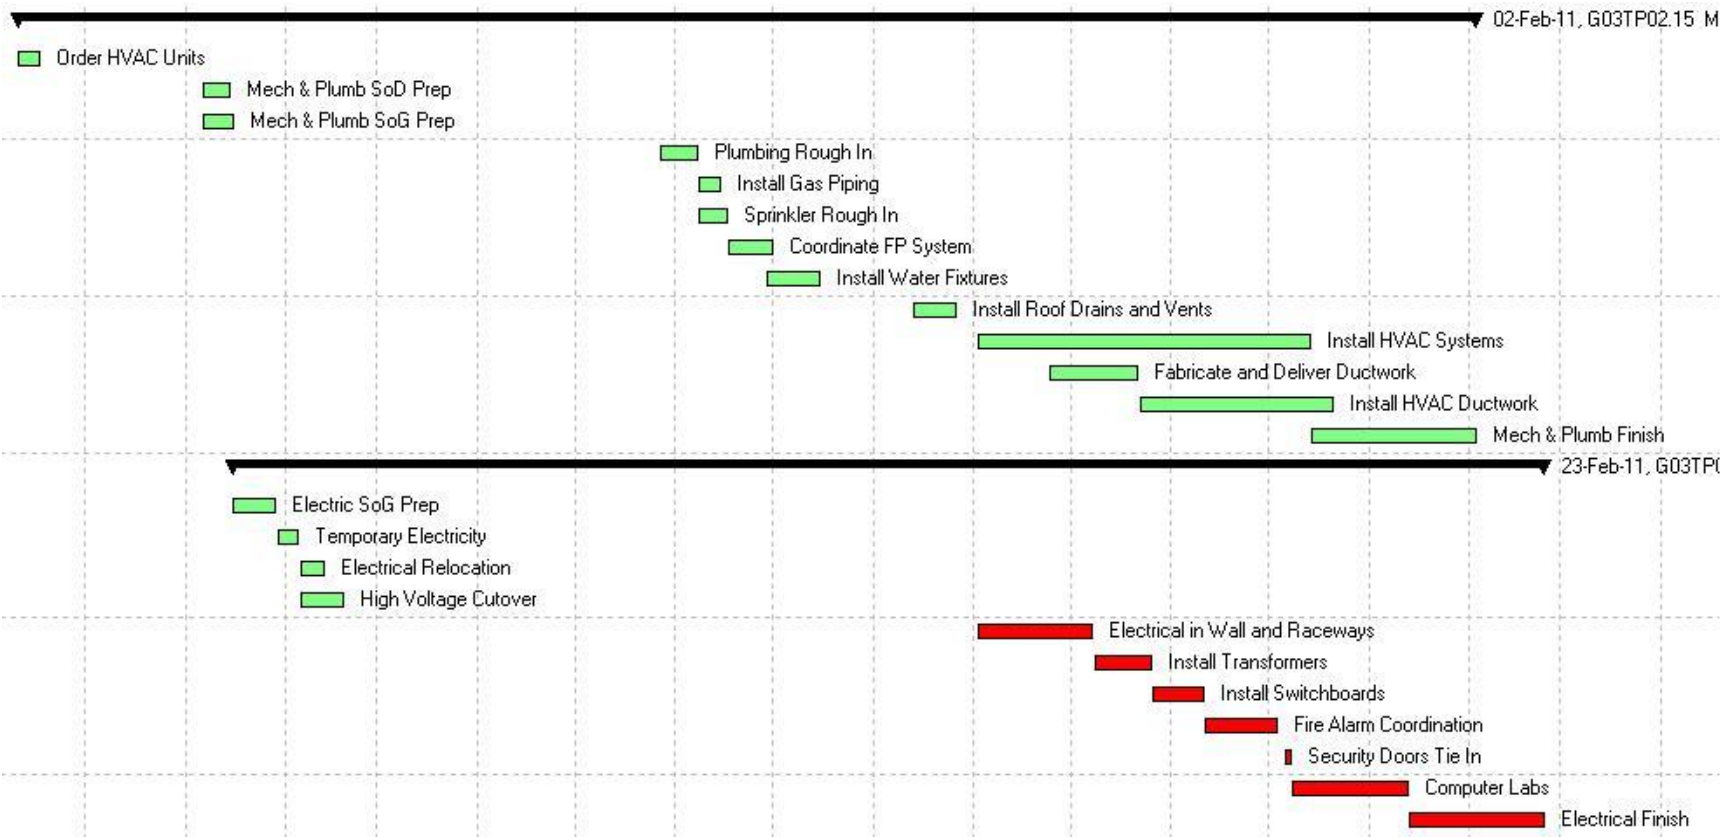 02-Feb-11, G03TP02.15 M
Order HVAC Units
Mech & Plumb SoD Prep
Mech & Plumb SoG Prep
Plumbing Rough In
Install Gas Piping
Sprinkler Rough In
Coordinate FP System
Install Water Fixtures
Install Roof Drains and Vents
Install HVAC Systems
Fabricate and Deliver Ductwork
Install HVAC Ductwork
Mech & Plumb Finish
23-Feb-11, G03TP0
Electric SoG Prep
Temporary Electricity
Electrical Relocation
High Voltage Cutover
Electrical in Wall and Raceways
Install Transformers
Install Switchboards
Fire Alarm Coordination
Security Doors Tie In
Computer Labs
Electrical Finish